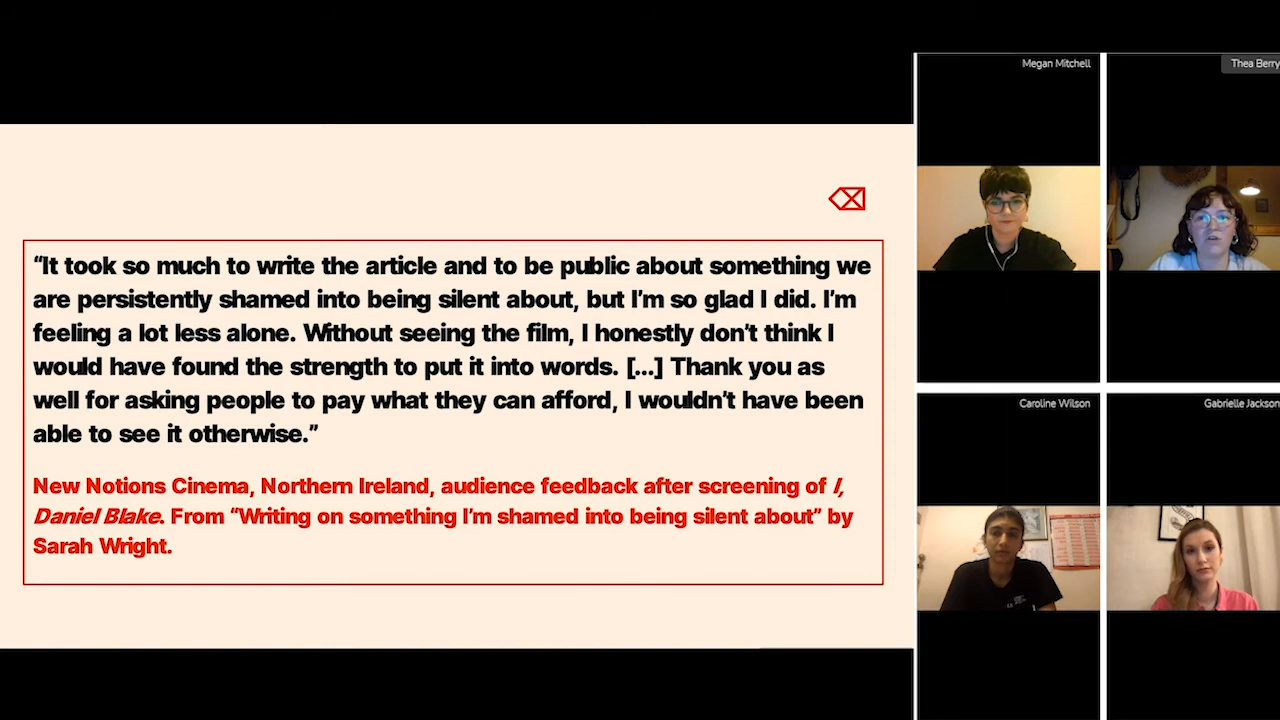 Megan Mitchell
Thea Berry
“It took so much to write the article and to be public about something we
are persistently shamed into being silent about, but I’m so glad I did. I’m
feeling a lot less alone. Without seeing the film, I honestly don’t think I
would have found the strength to put it into words. [...] Thank you as
well for asking people to pay what they can afford, I wouldn’t have been
able to see it otherwise.”
New Notions Cinema, Northern Ireland, audience feedback after screening of I,
Daniel Blake. From “Writing on something I’m shamed into being silent about” by
Sarah Wright.
Caroline Wilson
Gabrielle Jackson